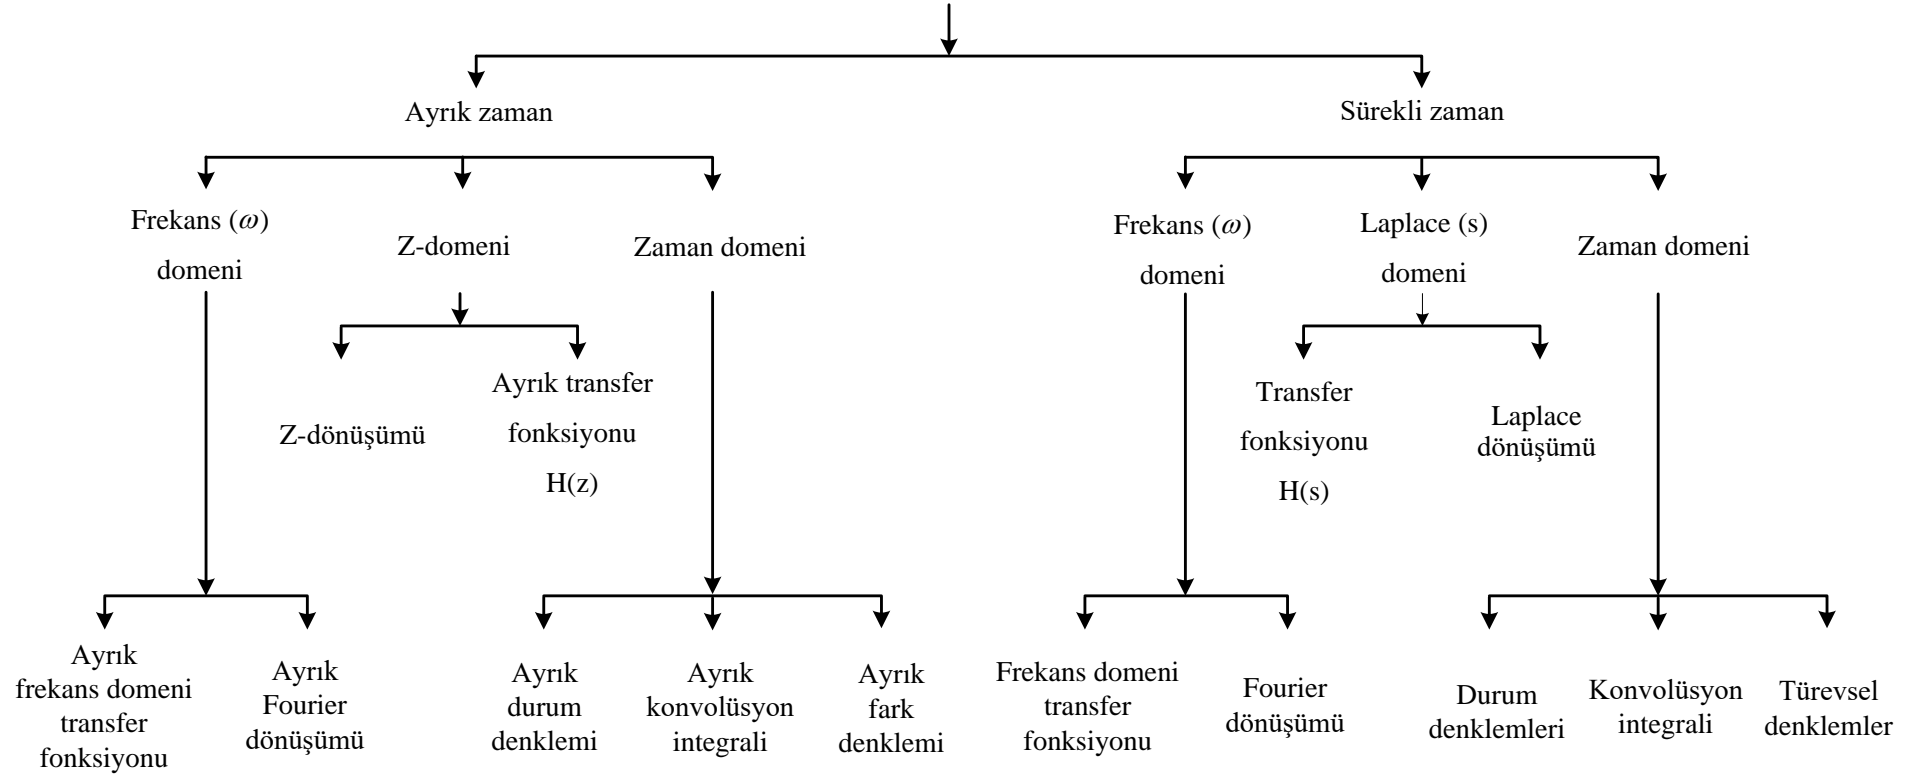 Ayrık zaman
Sürekli zaman
Frekans (ω)
domeni
Z-domeni
Zaman domeni
Frekans (ω)
domeni
Laplace (s)
domeni
Zaman domeni
Z-dönüşümü
Ayrık transfer
fonksiyonu
H(z)
Transfer
fonksiyonu
H(s)
Laplace
dönüşümü
Ayrık
frekans domeni
transfer
fonksiyonu
Ayrık
Fourier
dönüşümü
Ayrık
durum
denklemi
Ayrık
konvolüsyon
integrali
Ayrık
fark
denklemi
Frekans domeni
transfer
fonksiyonu
Fourier
dönüşümü
Durum
denklemleri
Konvolüsyon
integrali
Türevsel
denklemler